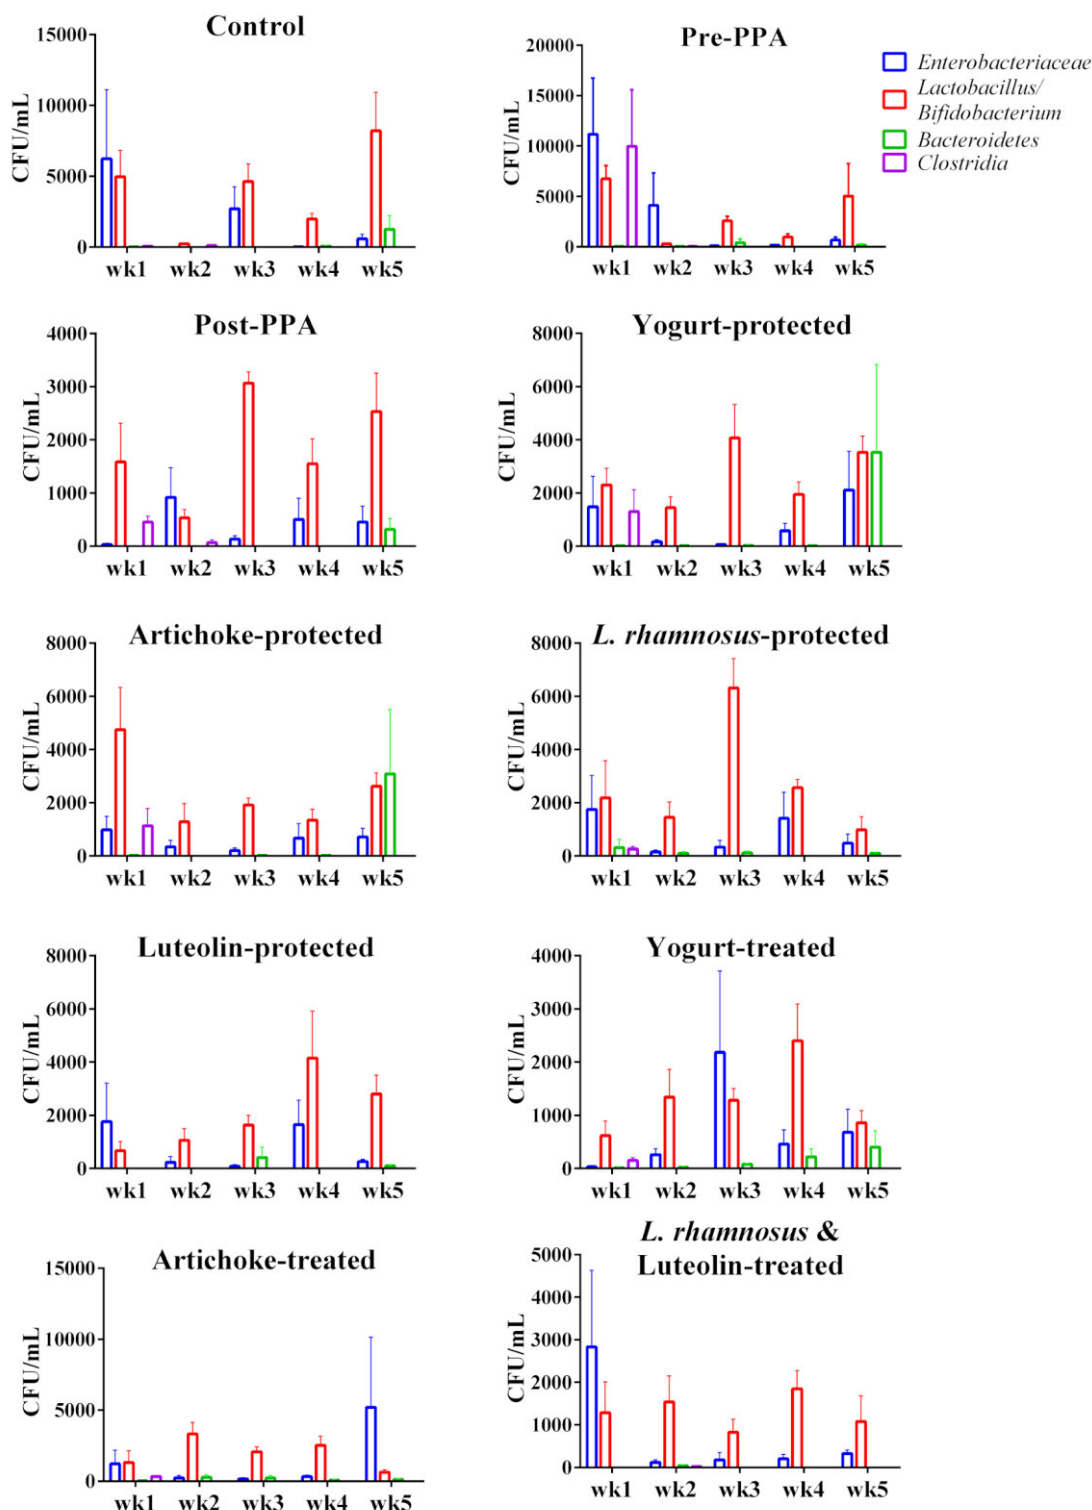 Control
CFU/mL
15000
10000
5000
0
wk1 wk2 wk3 wk4 wk5
Pre-PPA
CFU/mL
20000
15000
10000
5000
0
wk1 wk2 wk3 wk4 wk5
Enterobacteriaceae
Lactobacillus/
Bifidobacterium
Bacteroidetes
Clostridia
Post-PPA
CFU/mL
4000
3000
2000
1000
0
wk1 wk2 wk3 wk4 wk5
Yogurt-protected
CFU/mL
8000
6000
4000
2000
0
wk1 wk2 wk3 wk4 wk5
Artichoke-protected
CFU/mL
8000
6000
4000
2000
0
wk1 wk2 wk3 wk4 wk5
L. rhamnosus-protected
CFU/mL
8000
6000
4000
2000
0
wk1 wk2 wk3 wk4 wk5
Luteolin-protected
CFU/mL
8000
6000
4000
2000
0
wk1 wk2 wk3 wk4 wk5
Yogurt-treated
CFU/mL
4000
3000
2000
1000
0
wk1 wk2 wk3 wk4 wk5
Artichoke-treated
CFU/mL
15000
10000
5000
0
wk1 wk2 wk3 wk4 wk5
L. rhamnosus &
Luteolin-treated
CFU/mL
5000
4000
3000
2000
1000
0
wk1 wk2 wk3 wk4 wk5